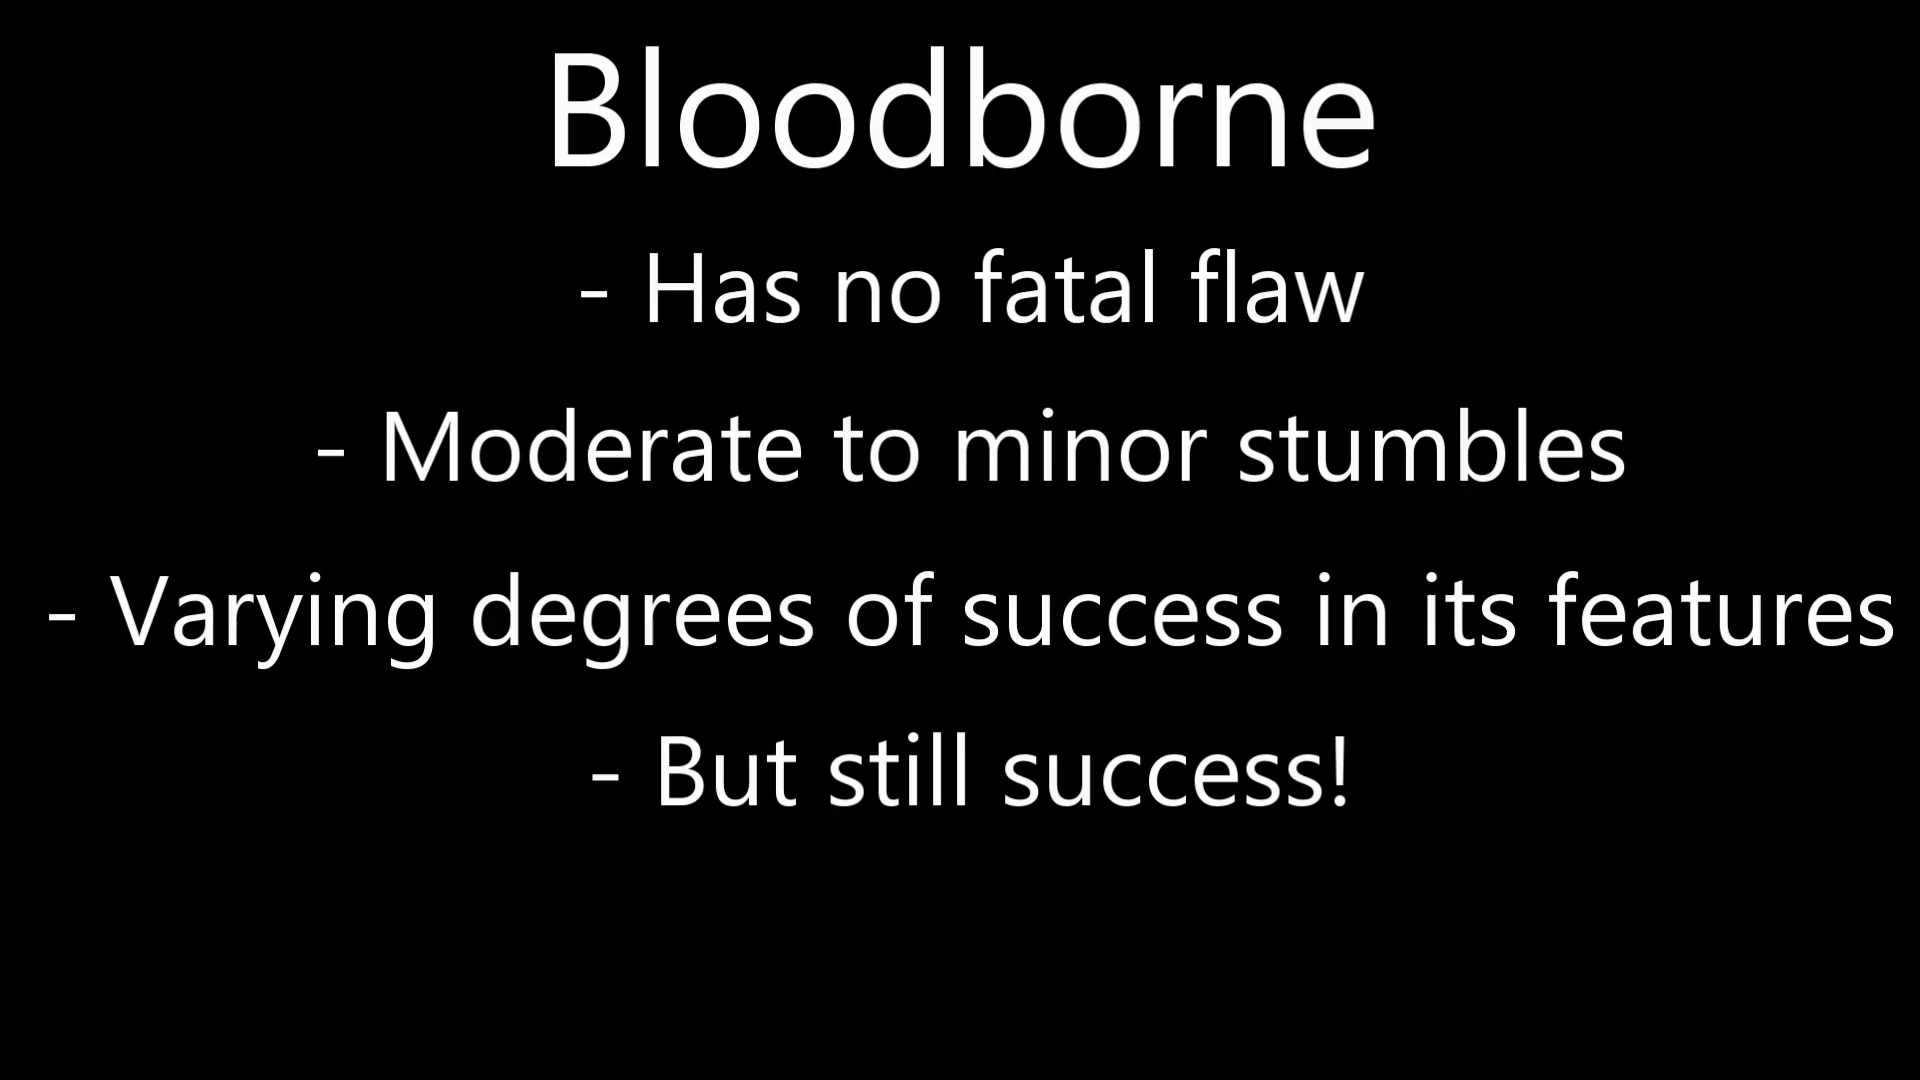 Bloodborne
- Has no fatal flaw
- Moderate to minor stumbles
- Varying degrees of success in its features
- But still success!